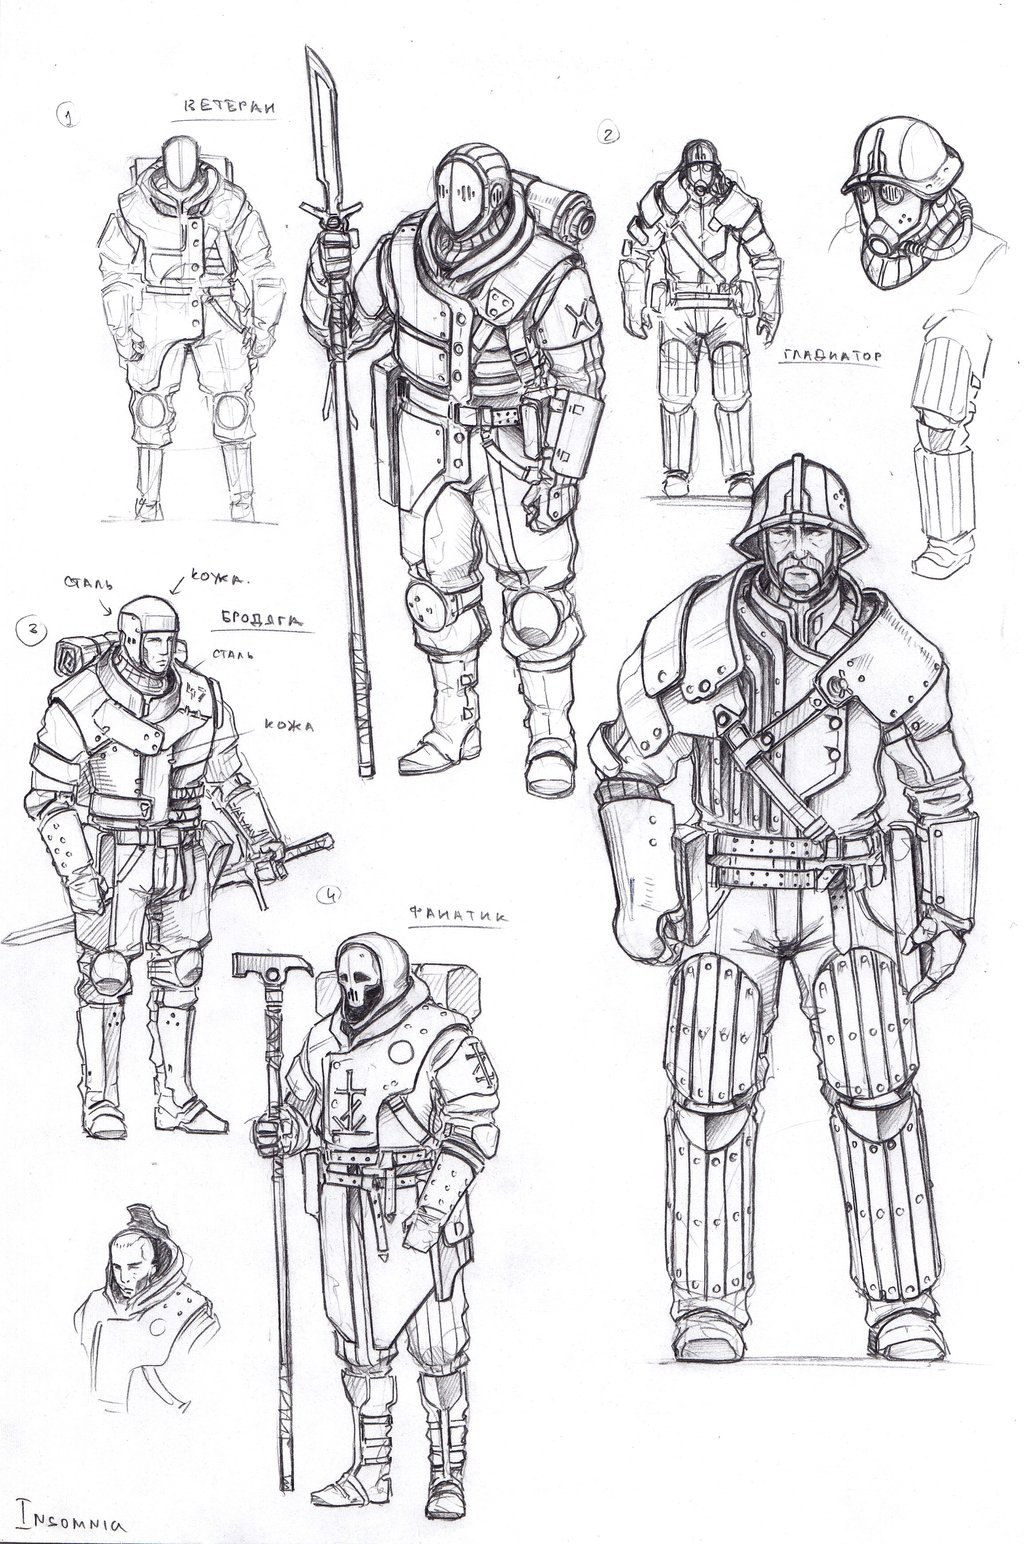 1
ВЕТЕРАН
2
ГЛАДИАТОР
3
СТАЛЬ
КОЖА.
БРОДЯГА
СТАЛЬ
КОЖА
4
ФАНАТИК
INSOMNIA